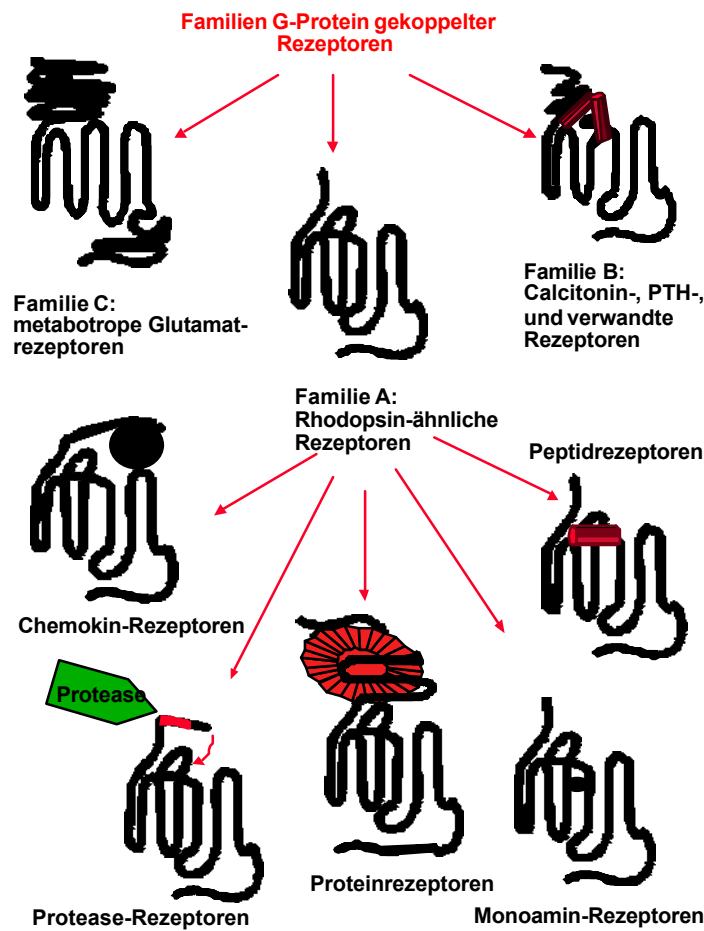 Familien G-Protein gekoppelter
Rezeptoren
Familie C:
metabotrope Glutamat-
rezeptoren
Familie B:
Calcitonin-, PTH-,
und verwandte
Rezeptoren
Familie A:
Rhodopsin-ähnliche
Rezeptoren
Peptidrezeptoren
Chemokin-Rezeptoren
Protease
Proteinrezeptoren
Protease-Rezeptoren
Monoamin-Rezeptoren